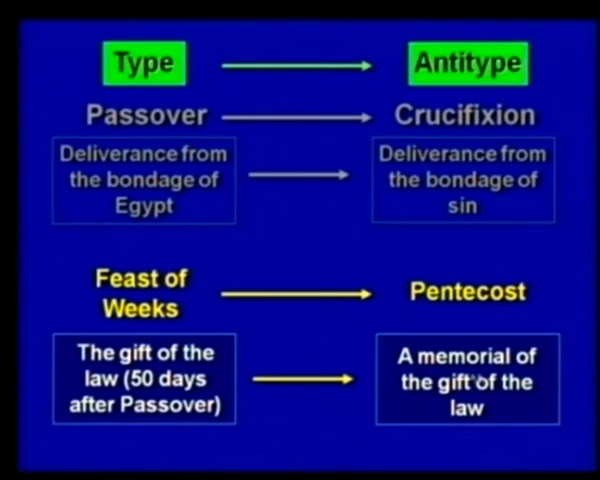 Type
Antitype
Passover
Crucifixion
Deliverance from
the bondage of
Egypt
Deliverance from
the bondage of
sin
Feast of
Weeks
Pentecost
The gift of the
law (50 days
after Passover)
A memorial of
the gift of the
law